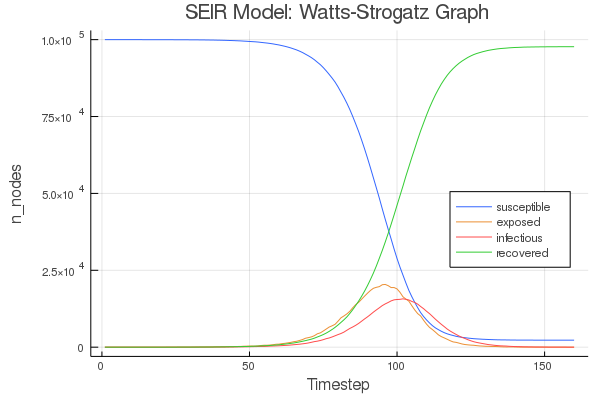 SEIR Model: Watts-Strogatz Graph
1.0×10 5
7.5×10 4
5.0×10 4
2.5×10 4
0
n_nodes
susceptible
exposed
infectious
recovered
0 50 100 150
Timestep